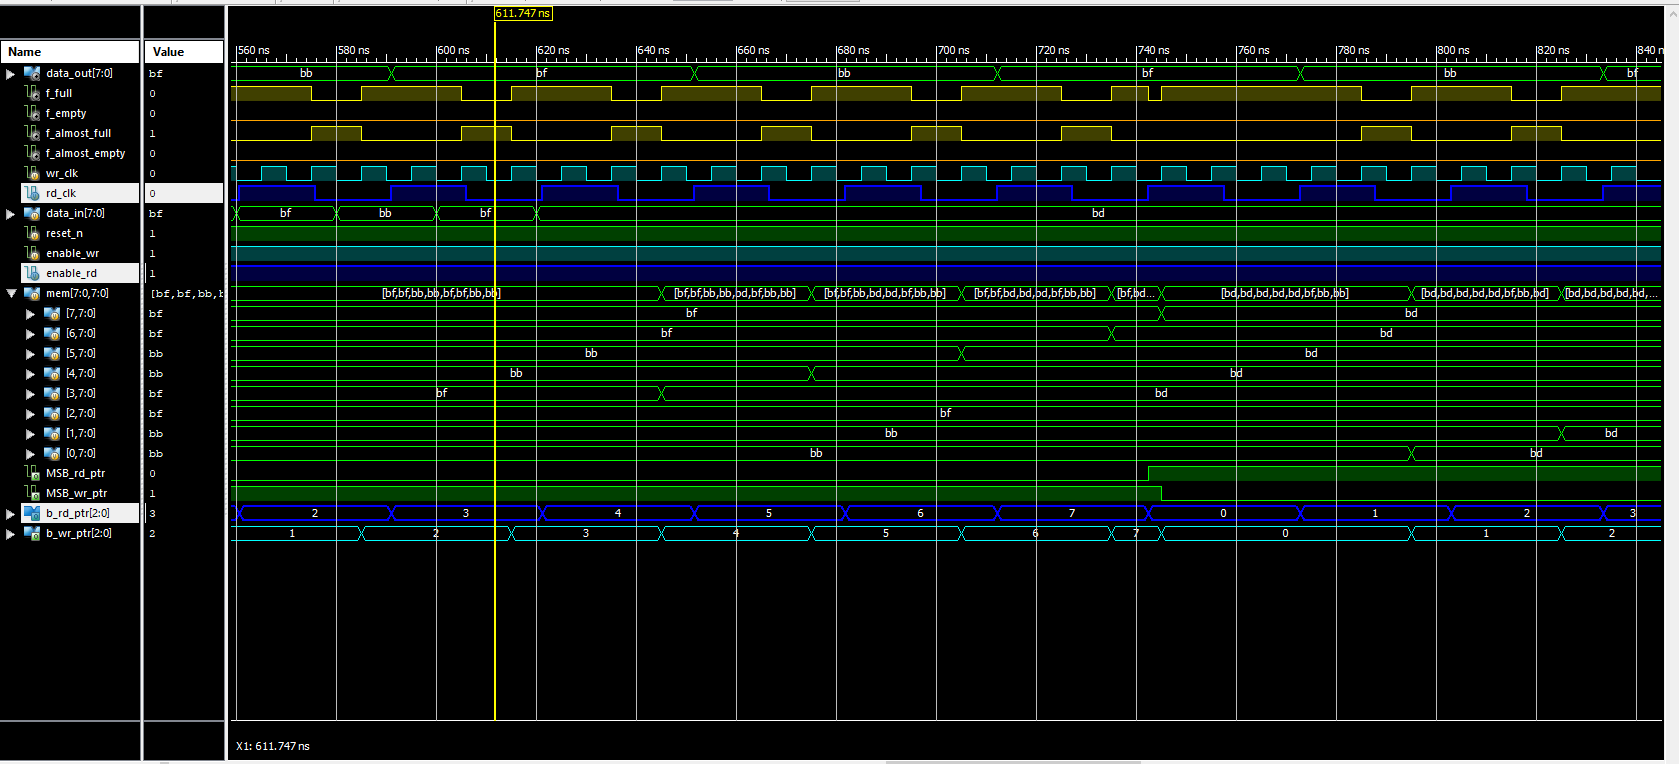 611.747 ns
Name Value
560 ns 580 ns 600 ns 620 ns 640 ns 660 ns 680 ns 700 ns 720 ns 740 ns 760 ns 780 ns 800 ns 820 ns 840 n
data_out[7:0] bf bb bf bb bf bb bf
f_full 0
f_empty 0
f_almost_full 1
f_almost_empty 0
wr_clk 0
rd_clk 0
data_in[7:0] bf bf bb bf bd
reset_n 1
enable_wr 1
enable_rd 1
mem[7:0,7:0] [bf,bf,bb,b [bf,bf,bb,bb,bf,bf,bb,bb] [bf,bf,bb,bb,bd,bf,bb,bb] [bf,bf,bb,bd,bd,bf,bb,bb] [bf,bf,bd,bd,bd,bf,bb,bb] [bf,bd... [bd,bd,bd,bd,bd,bf,bb,bb] [bd,bd,bd,bd,bd,bf,bb,bd] [bd,bd,bd,bd,bd,...
[7,7:0] bf bf bd
[6,7:0] bf bf bd
[5,7:0] bb bb bd
[4,7:0] bb bb bd
[3,7:0] bf bf bd
[2,7:0] bf bf
[1,7:0] bb bb bd
[0,7:0] bb bb bd
MSB_rd_ptr 0
MSB_wr_ptr 1
b_rd_ptr[2:0] 3 2 3 4 5 6 7 0 1 2 3
b_wr_ptr[2:0] 2 1 2 3 4 5 6 7 0 1 2
X1: 611.747 ns